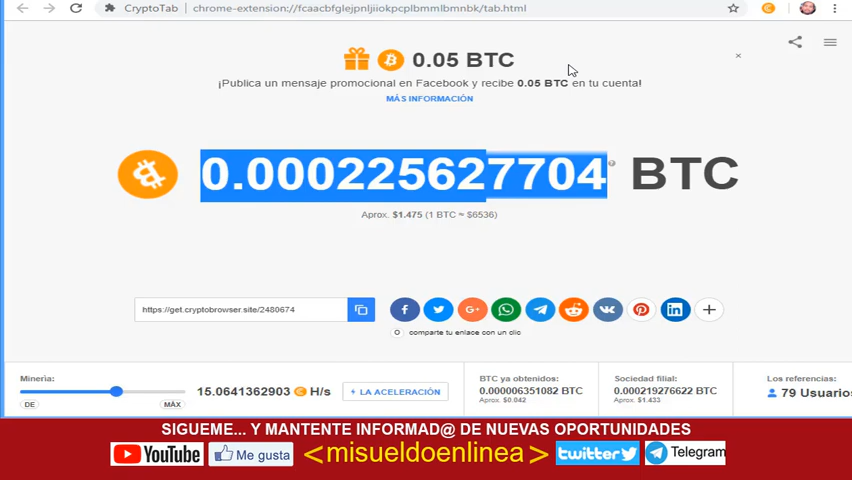 CryptoTab
chrome-extension://fcaacbfglejpnljiiokpcplbmmlbmnbk/tab.html
0.05 BTC
¡Publica un mensaje promocional en Facebook y recibe 0.05 BTC en tu cuenta!
MÁS INFORMACIÓN
0.000225627704 BTC
Aprox. $1.475 (1 BTC ~ $6536)
https://get.cryptobrowser.site/2480674
comparte tu enlace con un clic
Minería:
DE
MÁX
15.0641362903 H/s
LA ACELERACIÓN
BTC ya obtenidos:
0.000006351082 BTC
Aprox. $0.042
Sociedad filial:
0.000219276622 BTC
Aprox. $1.433
Los referencias:
79 Usuarios
SIGUEME... Y MANTENTE INFORMAD@ DE NUEVAS OPORTUNIDADES
YouTube
Me gusta
<misueldoenlinea>
twitter
Telegram